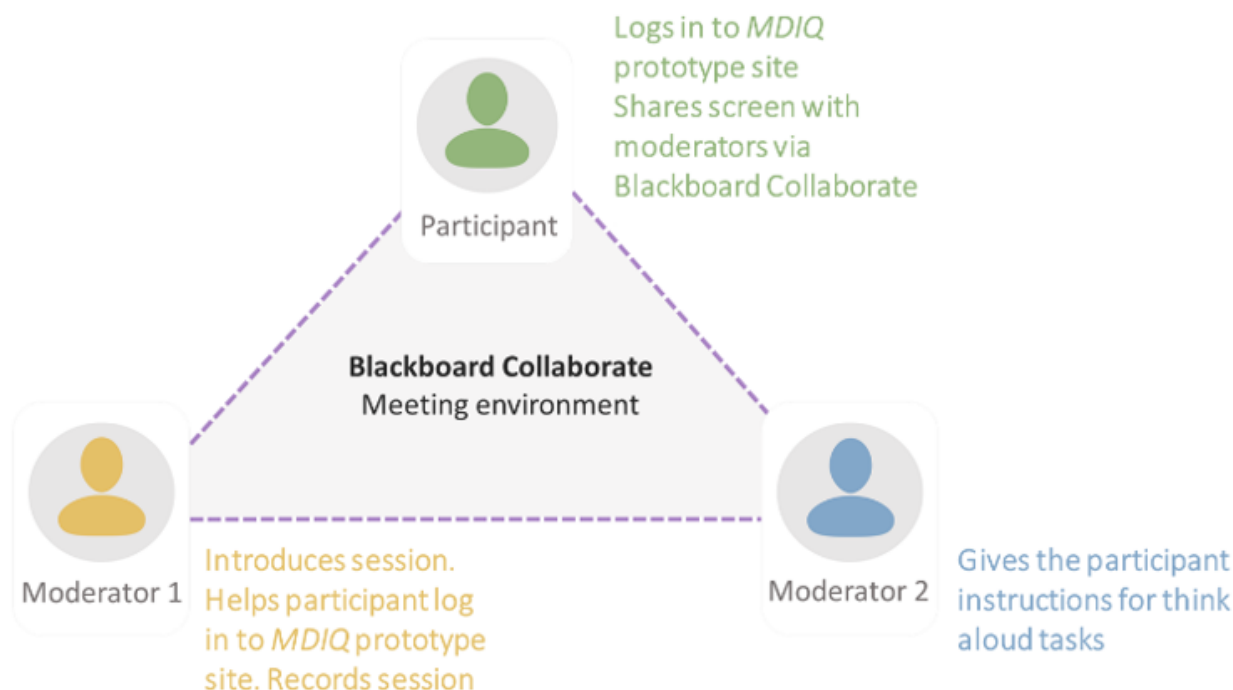 Logs in to MDIQ
prototype site
Shares screen with
moderators via
Blackboard Collaborate
Participant
Blackboard Collaborate
Meeting environment
Moderator 1
Introduces session.
Helps participant log
in to MDIQ prototype
site. Records session
Moderator 2
Gives the participant
instructions for think
aloud tasks